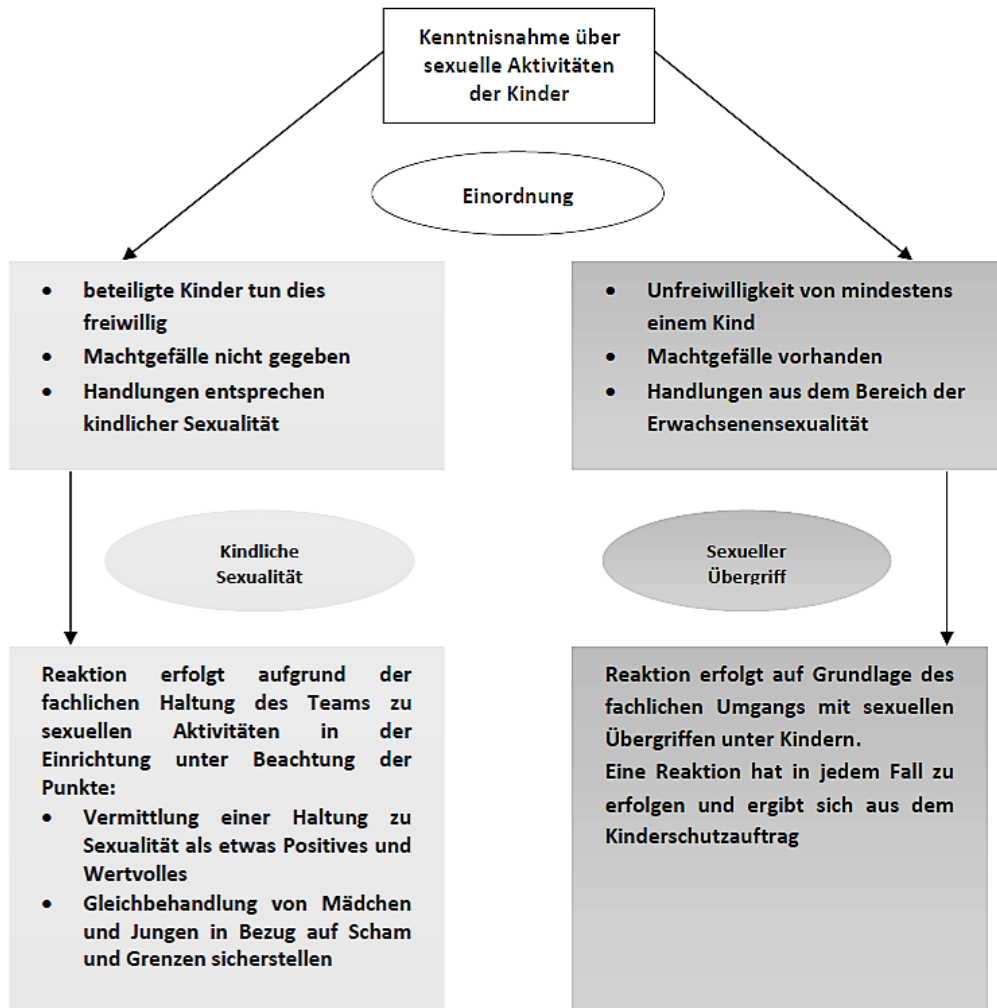 Kenntnisnahme über
sexuelle Aktivitäten
der Kinder
Einordnung
• beteiligte Kinder tun dies
freiwillig
• Machtgefälle nicht gegeben
• Handlungen entsprechen
kindlicher Sexualität
• Unfreiwilligkeit von mindestens
einem Kind
• Machtgefälle vorhanden
• Handlungen aus dem Bereich der
Erwachsenensexualität
Kindliche
Sexualität
Sexueller
Übergriff
Reaktion erfolgt aufgrund der
fachlichen Haltung des Teams zu
sexuellen Aktivitäten in der
Einrichtung unter Beachtung der
Punkte:
• Vermittlung einer Haltung zu
Sexualität als etwas Positives und
Wertvolles
• Gleichbehandlung von Mädchen
und Jungen in Bezug auf Scham
und Grenzen sicherstellen
Reaktion erfolgt auf Grundlage des
fachlichen Umgangs mit sexuellen
Übergriffen unter Kindern.
Eine Reaktion hat in jedem Fall zu
erfolgen und ergibt sich aus dem
Kinderschutzauftrag